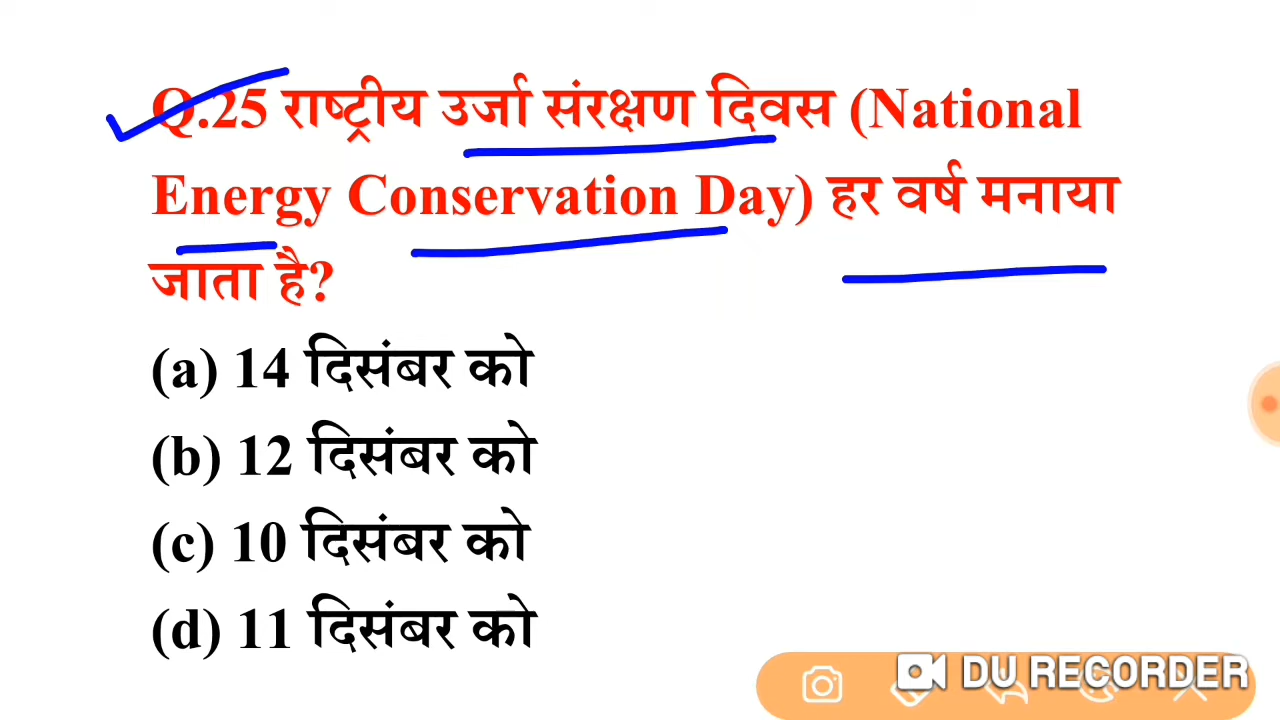 Q.25 राष्ट्रीय उर्जा संरक्षण दिवस (National
Energy Conservation Day) हर वर्ष मनाया
जाता है?
(a) 14 दिसंबर को
(b) 12 दिसंबर को
(c) 10 दिसंबर को
(d) 11 दिसंबर को
DU RECORDER